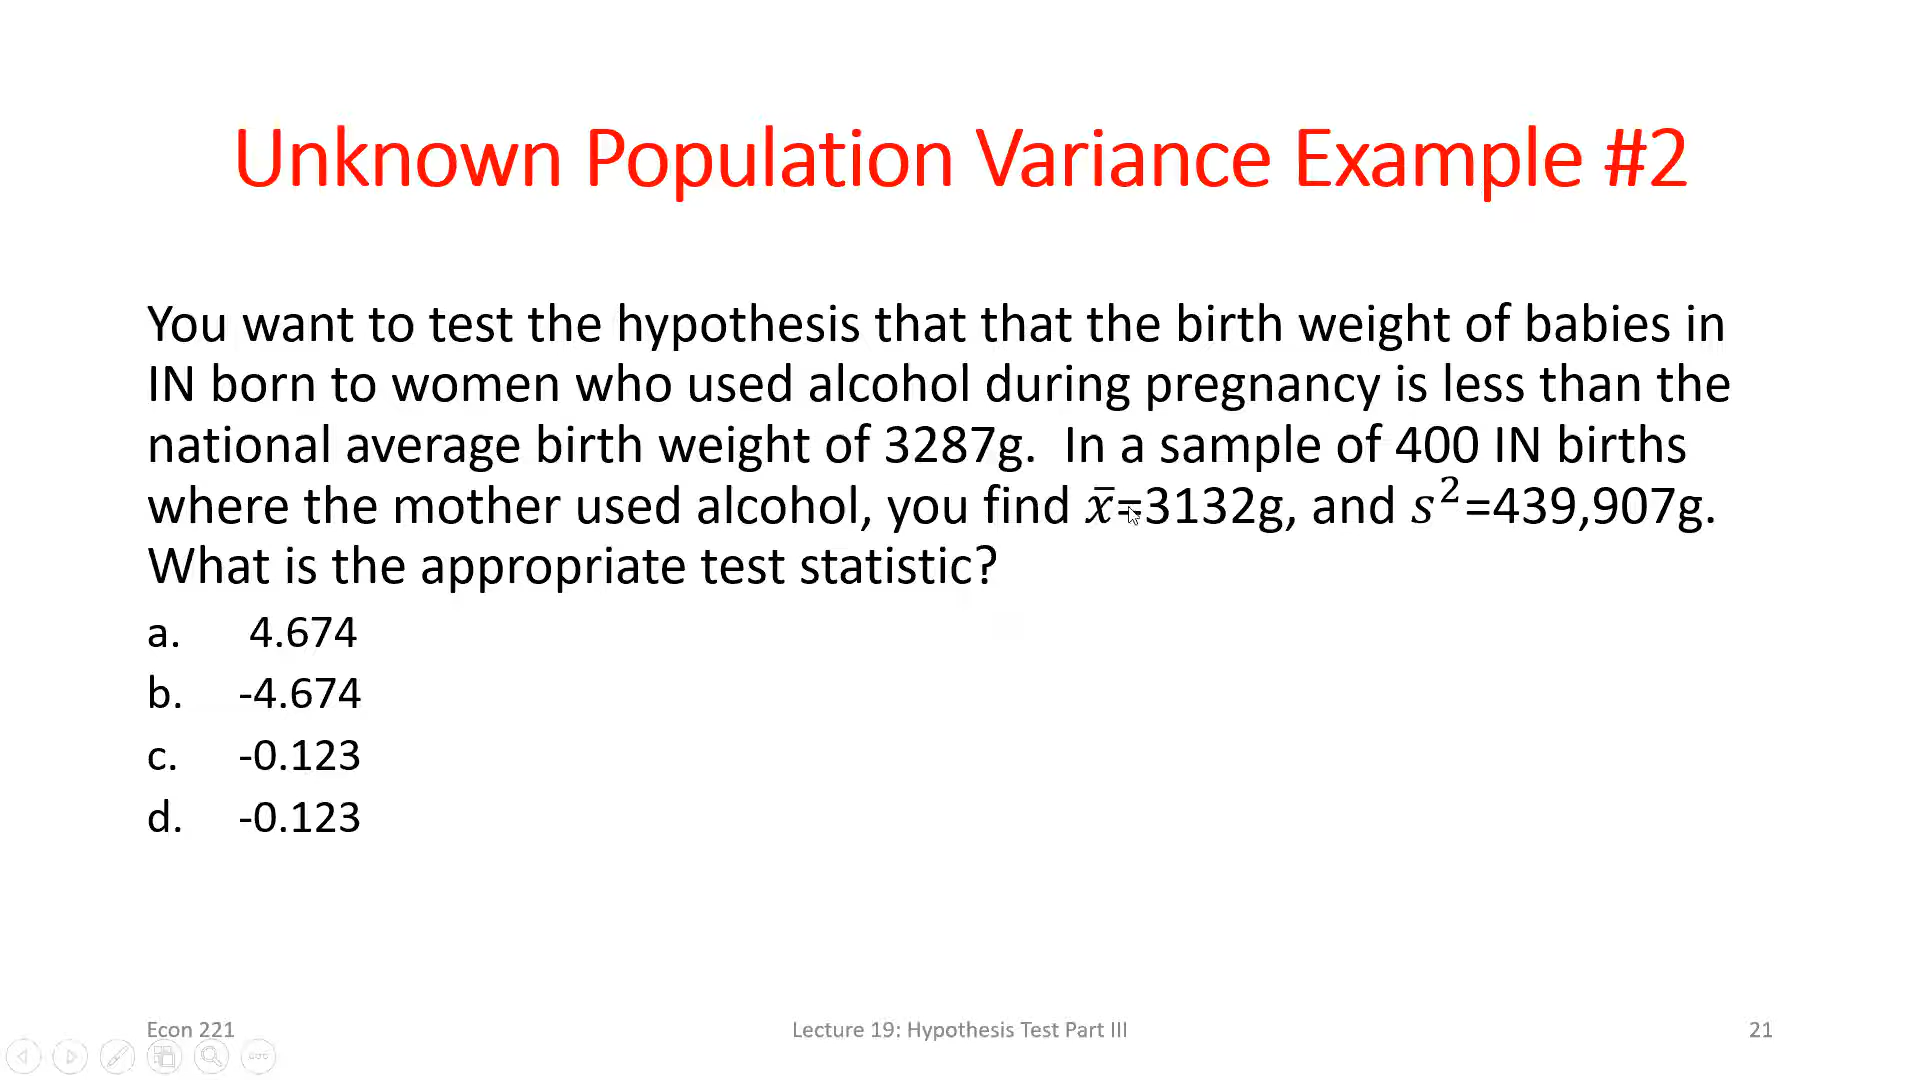 Unknown Population Variance Example #2
You want to test the hypothesis that that the birth weight of babies in
IN born to women who used alcohol during pregnancy is less than the
national average birth weight of 3287g.  In a sample of 400 IN births
where the mother used alcohol, you find x̄=3132g, and s²=439,907g.
What is the appropriate test statistic?
a. 4.674
b. -4.674
c. -0.123
d. -0.123
Econ 221
Lecture 19: Hypothesis Test Part III
21